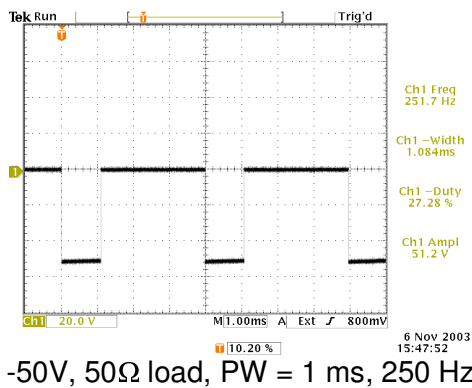 Tek Run Trig'd
T
T
1
Ch1 Freq
251.7 Hz
Ch1 −Width
1.084ms
Ch1 −Duty
27.28 %
Ch1 Ampl
51.2 V
Ch1 20.0 V M 1.00ms A Ext ƒ 800mV
T 10.20 %
6 Nov 2003
15:47:52
-50V, 50Ω load, PW = 1 ms, 250 Hz